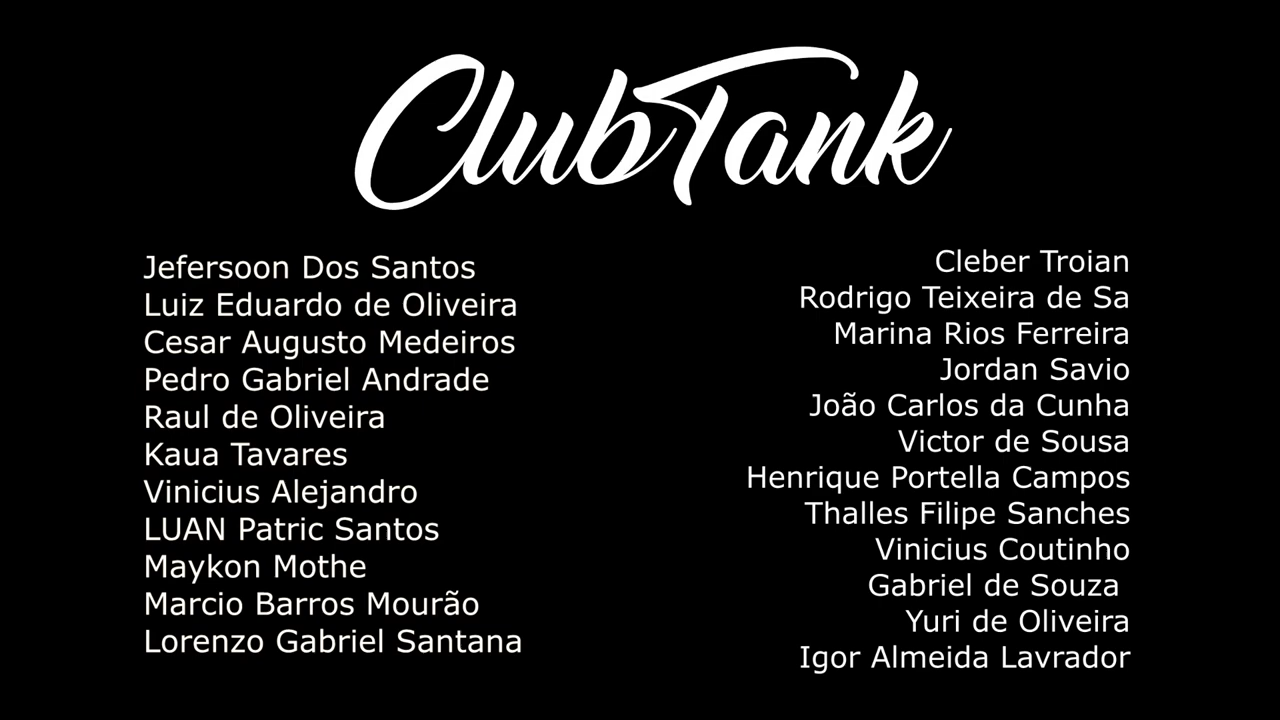 ClubTank
Jefersoon Dos Santos
Luiz Eduardo de Oliveira
Cesar Augusto Medeiros
Pedro Gabriel Andrade
Raul de Oliveira
Kaua Tavares
Vinicius Alejandro
LUAN Patric Santos
Maykon Mothe
Marcio Barros Mourão
Lorenzo Gabriel Santana
Cleber Troian
Rodrigo Teixeira de Sa
Marina Rios Ferreira
Jordan Savio
João Carlos da Cunha
Victor de Sousa
Henrique Portella Campos
Thalles Filipe Sanches
Vinicius Coutinho
Gabriel de Souza
Yuri de Oliveira
Igor Almeida Lavrador